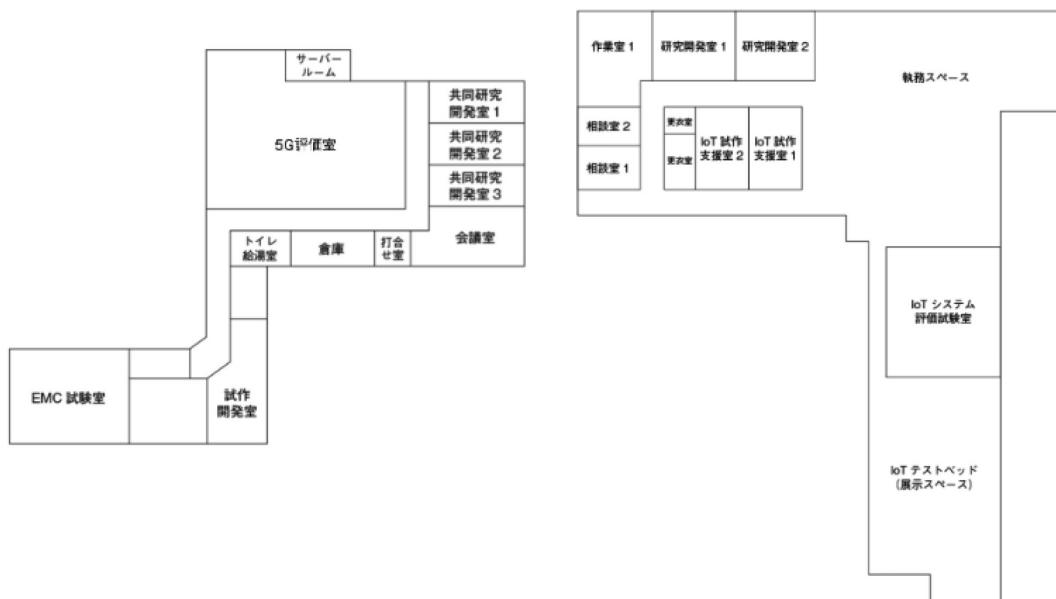 サーバー
ルーム
5G評価室
共同研究
開発室 1
共同研究
開発室 2
共同研究
開発室 3
会議室
トイレ
給湯室
倉庫
打合
せ室
EMC 試験室
試作
開発室
作業室 1
研究開発室 1
研究開発室 2
執務スペース
相談室 2
相談室 1
更衣室
更衣室
IoT 試作
支援室 2
IoT 試作
支援室 1
IoT システム
評価試験室
IoT テストベッド
(展示スペース)